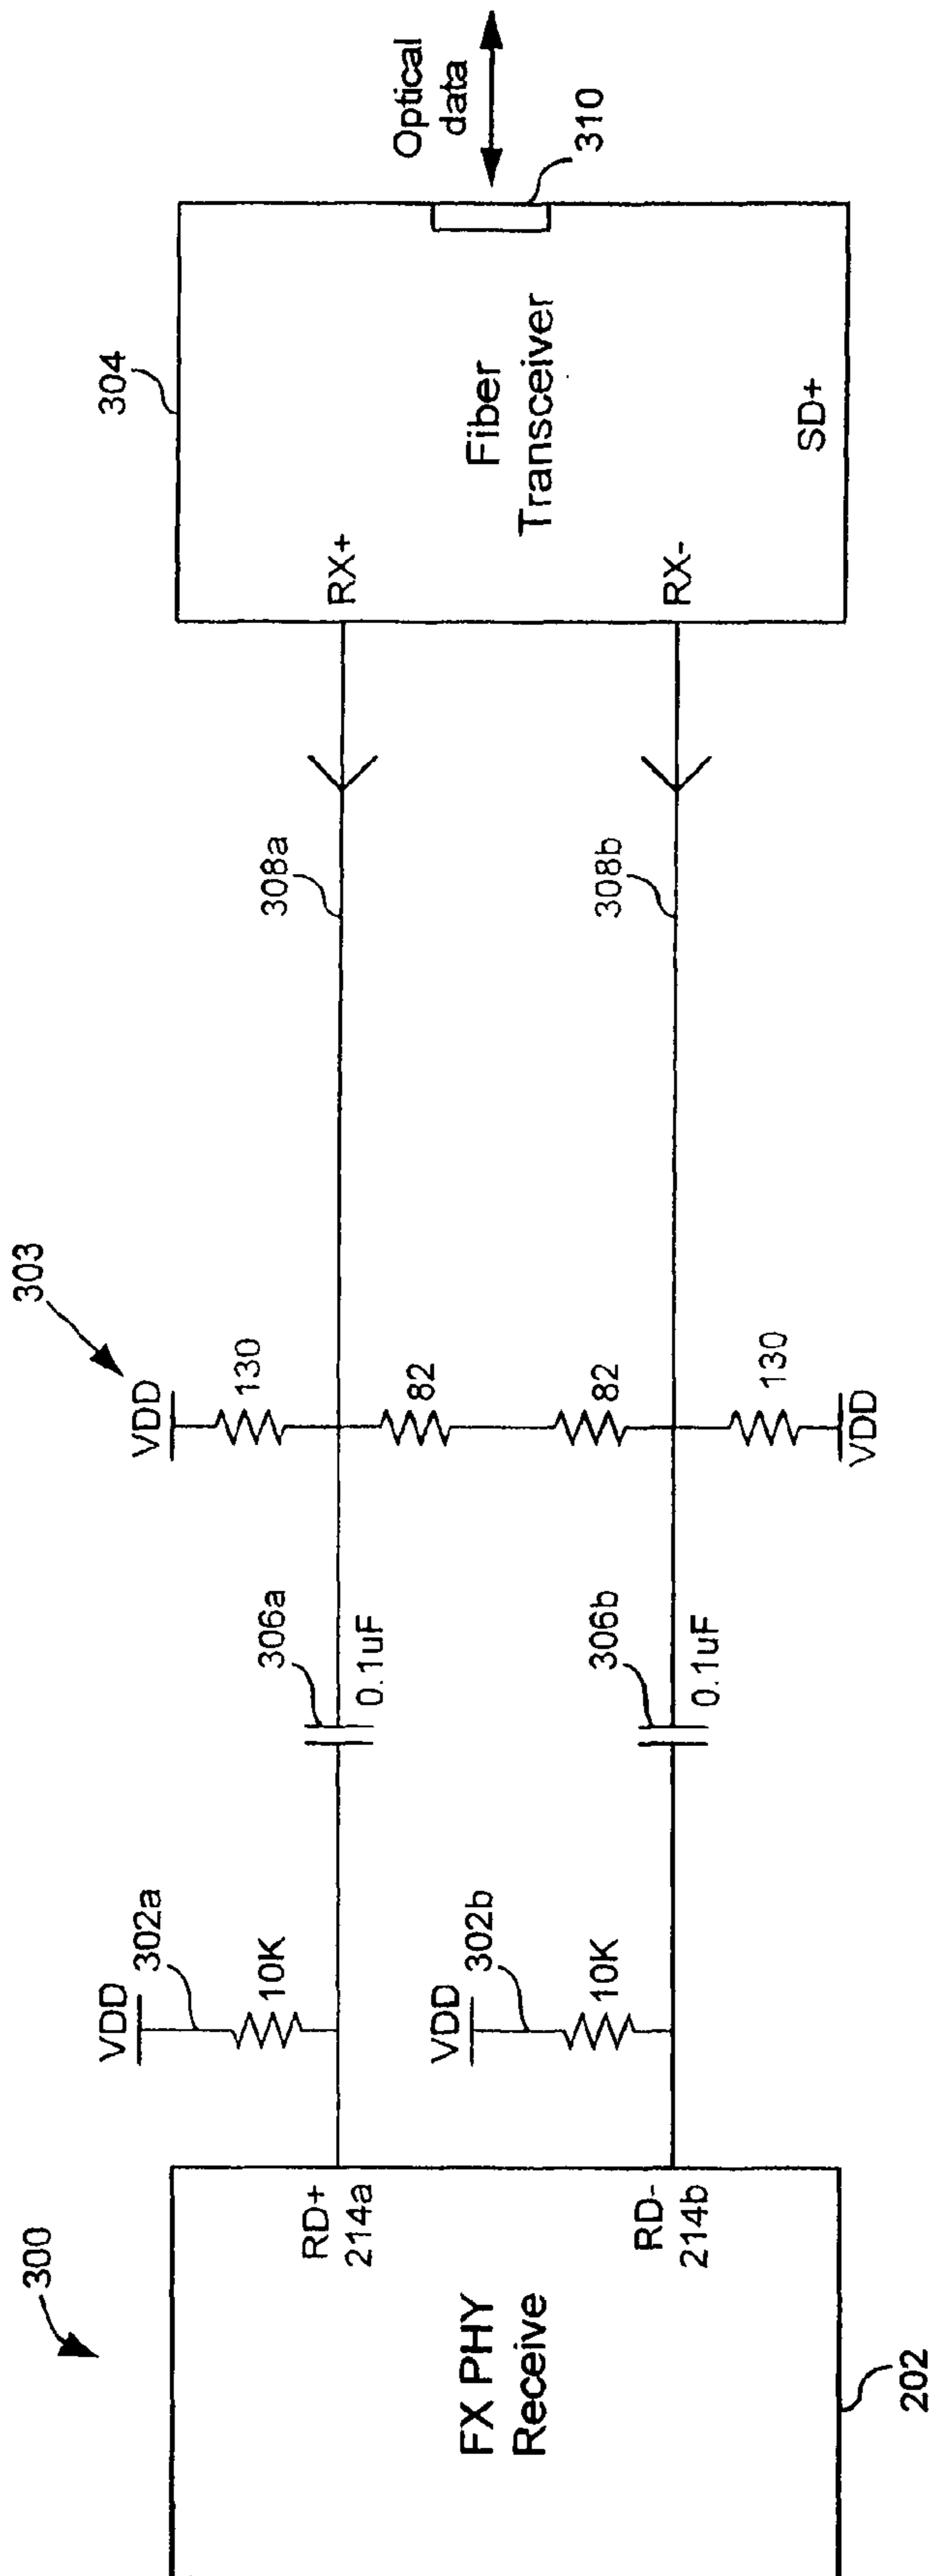 300
303
304
Optical
data
310
VDD
302a
10K
VDD
302b
10K
306a
0.1uF
306b
0.1uF
VDD
130
82
82
130
VDD
308a
308b
FX PHY
Receive
RD+
214a
RD-
214b
202
RX+
RX-
Fiber
Transceiver
SD+